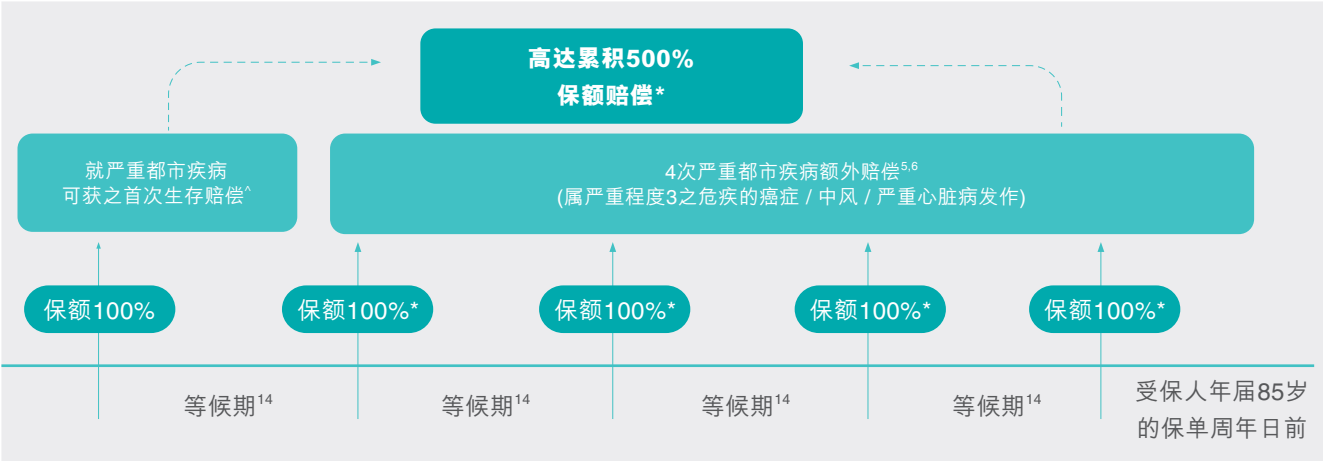 高达累积500%
保额赔偿*
就严重都市疾病
可获之首次生存赔偿^
4次严重都市疾病额外赔偿5,6
(属严重程度3之危疾的癌症 / 中风 / 严重心脏病发作)
保额100%
保额100%*
保额100%*
保额100%*
保额100%*
等候期14
等候期14
等候期14
等候期14
受保人年届85岁
的保单周年日前